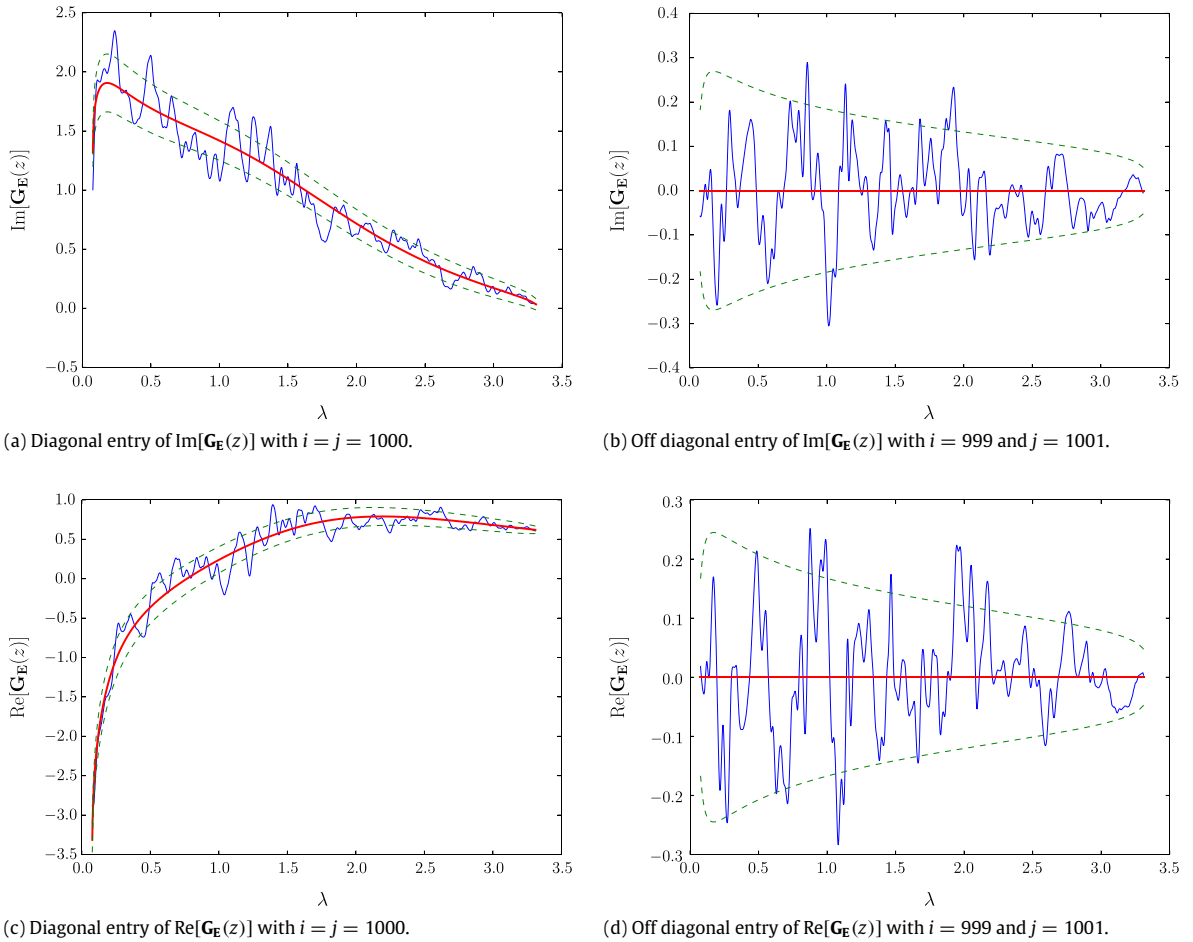 2.5
2.0
1.5
1.0
0.5
0.0
−0.5
Im[G_E(z)]
0.0 0.5 1.0 1.5 2.0 2.5 3.0 3.5
λ
(a) Diagonal entry of Im[G_E(z)] with i = j = 1000.
0.4
0.3
0.2
0.1
0.0
−0.1
−0.2
−0.3
−0.4
Im[G_E(z)]
0.0 0.5 1.0 1.5 2.0 2.5 3.0 3.5
λ
(b) Off diagonal entry of Im[G_E(z)] with i = 999 and j = 1001.
1.0
0.5
0.0
−0.5
−1.0
−1.5
−2.0
−2.5
−3.0
−3.5
Re[G_E(z)]
0.0 0.5 1.0 1.5 2.0 2.5 3.0 3.5
λ
(c) Diagonal entry of Re[G_E(z)] with i = j = 1000.
0.3
0.2
0.1
0.0
−0.1
−0.2
−0.3
Re[G_E(z)]
0.0 0.5 1.0 1.5 2.0 2.5 3.0 3.5
λ
(d) Off diagonal entry of Re[G_E(z)] with i = 999 and j = 1001.